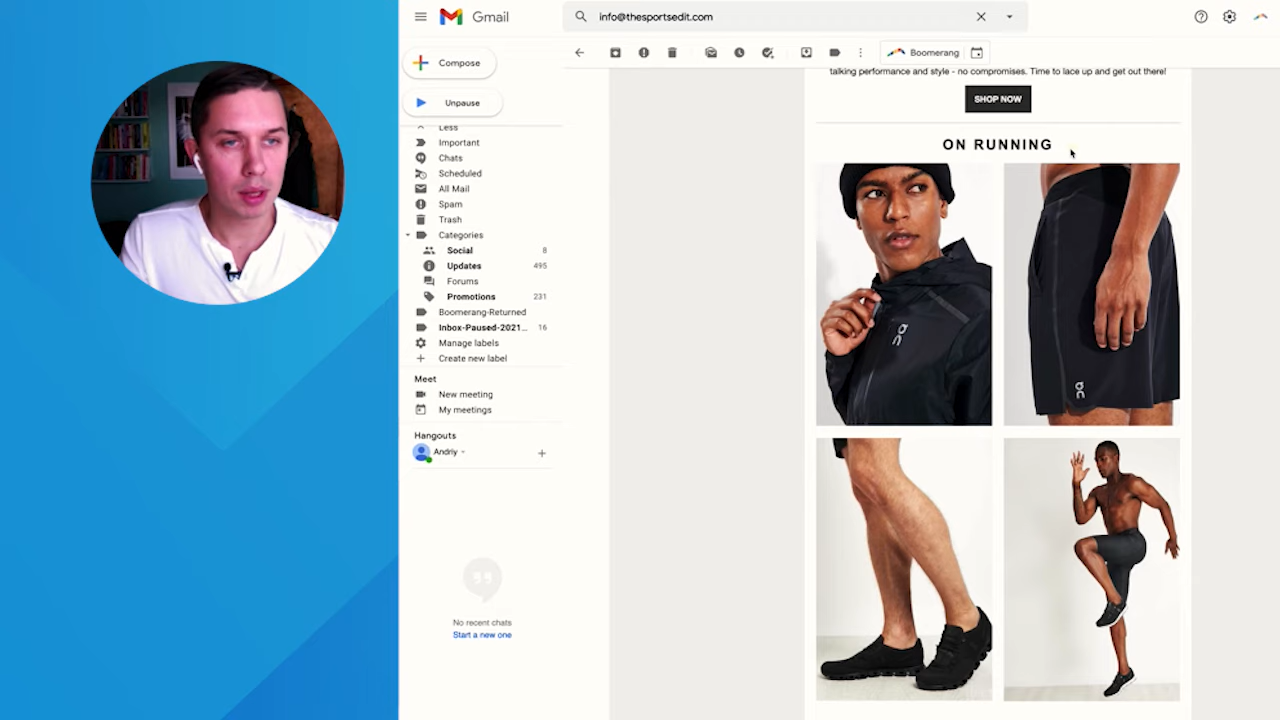 Gmail
info@thesportsedit.com
Compose
Boomerang
talking performance and style - no compromises. Time to lace up and get out there!
Unpause
SHOP NOW
Less
Important
ON RUNNING
Chats
Scheduled
All Mail
Spam
Trash
Categories
Social 8
Updates 495
Forums
Promotions 231
Boomerang-Returned
Inbox-Paused-2021... 16
Manage labels
Create new label
Meet
New meeting
My meetings
Hangouts
Andriy
No recent chats
Start a new one